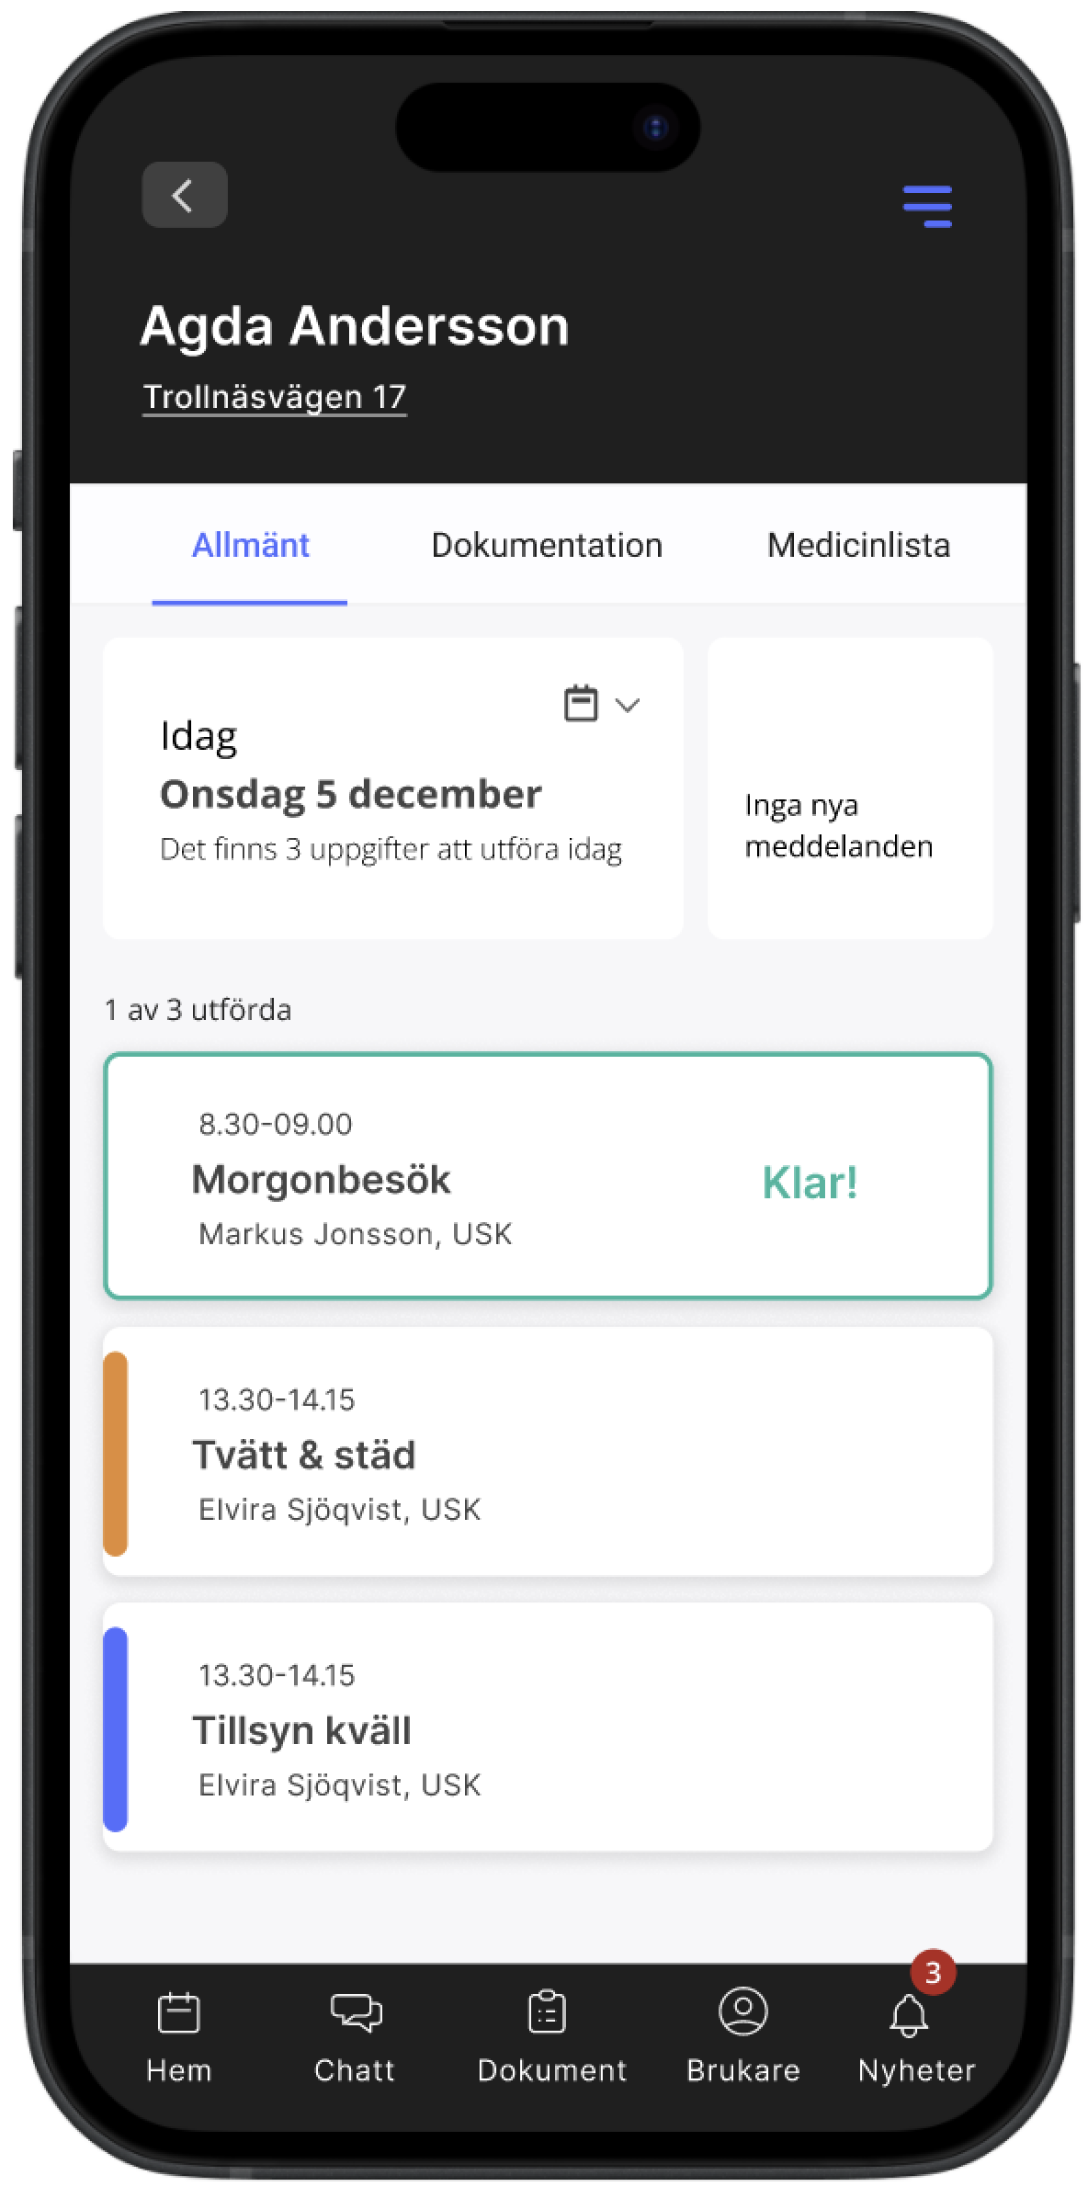 Agda Andersson
Trollnäsvägen 17
Allmänt Dokumentation Medicinlista
Idag
Onsdag 5 december
Det finns 3 uppgifter att utföra idag
Inga nya
meddelanden
1 av 3 utförda
8.30-09.00
Morgonbesök
Markus Jonsson, USK
Klar!
13.30-14.15
Tvätt & städ
Elvira Sjöqvist, USK
13.30-14.15
Tillsyn kväll
Elvira Sjöqvist, USK
3
Hem Chatt Dokument Brukare Nyheter